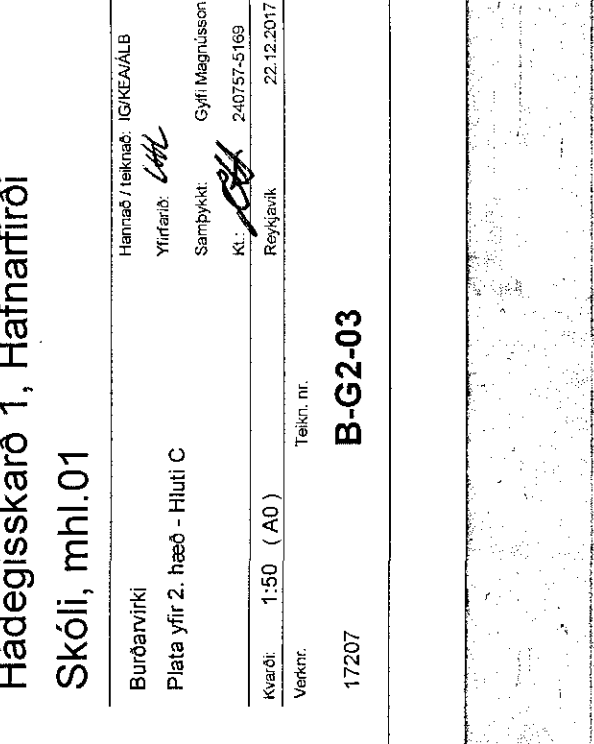 Hádegisskarð 1, Hafnarfirði
Skóli, mhl.01
Burðarvirki
Plata yfir 2. hæð - Hluti C
Hannað / teiknað: IG/KEA/ÁLB
Yfirfarið:
Samþykkt: Gylfi Magnússon
Kt.: 240757-5169
Kvarði: 1:50 ( A0 )
Reykjavík 22.12.2017
Verknr. Teikn. nr.
17207 B-G2-03